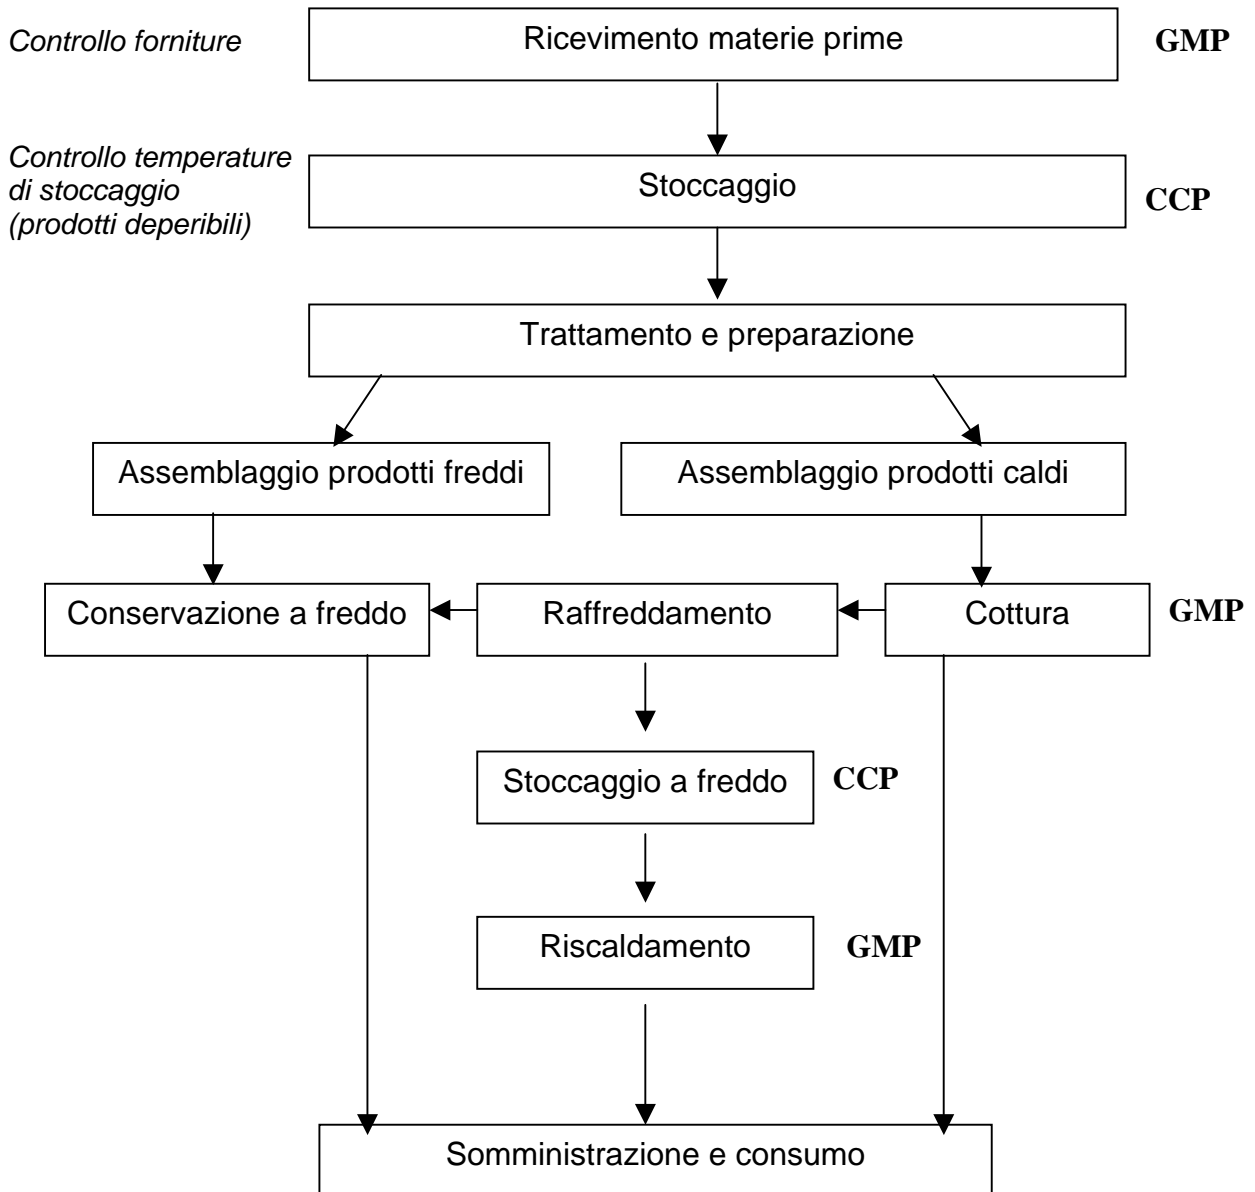 Controllo forniture
Ricevimento materie prime
GMP
Controllo temperature
di stoccaggio
(prodotti deperibili)
Stoccaggio
CCP
Trattamento e preparazione
Assemblaggio prodotti freddi
Assemblaggio prodotti caldi
Conservazione a freddo
Raffreddamento
Cottura
GMP
Stoccaggio a freddo
CCP
Riscaldamento
GMP
Somministrazione e consumo